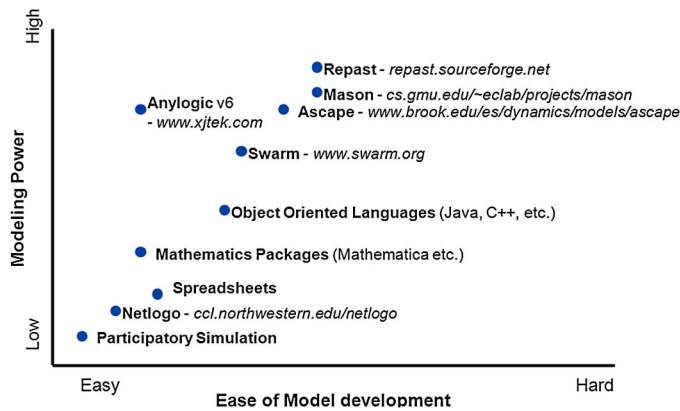 High
Repast - repast.sourceforge.net
Mason - cs.gmu.edu/~eclab/projects/mason
Anylogic v6
- www.xjtek.com
Ascape - www.brook.edu/es/dynamics/models/ascape
Swarm - www.swarm.org
Modeling Power
Object Oriented Languages (Java, C++, etc.)
Mathematics Packages (Mathematica etc.)
Spreadsheets
Netlogo - ccl.northwestern.edu/netlogo
Low
Participatory Simulation
Easy
Hard
Ease of Model development